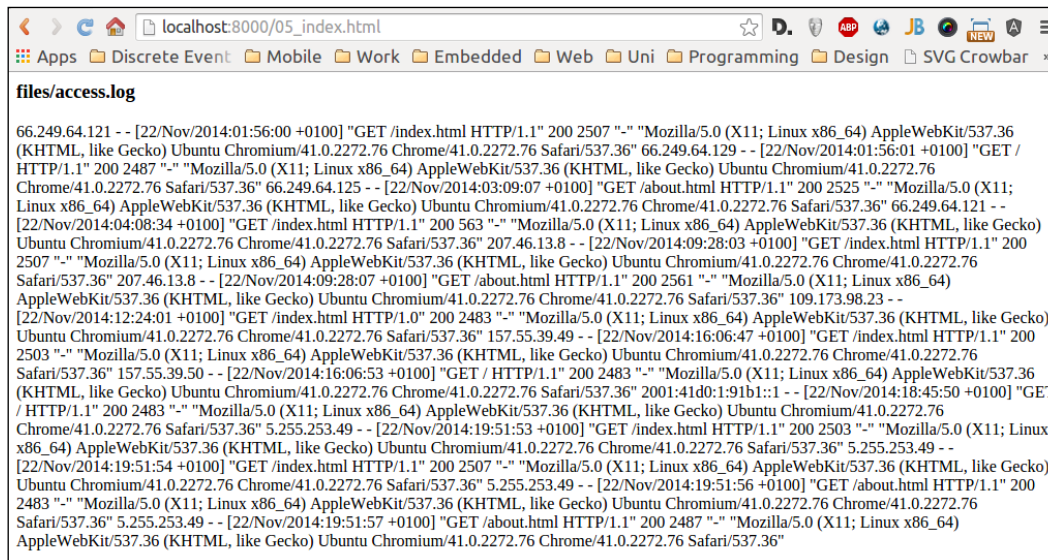 localhost:8000/05_index.html
D.
ABP
JB
NEW
A
Apps Discrete Event Mobile Work Embedded Web Uni Programming Design SVG Crowbar »
files/access.log
66.249.64.121 - - [22/Nov/2014:01:56:00 +0100] "GET /index.html HTTP/1.1" 200 2507 "-" "Mozilla/5.0 (X11; Linux x86_64) AppleWebKit/537.36
(KHTML, like Gecko) Ubuntu Chromium/41.0.2272.76 Chrome/41.0.2272.76 Safari/537.36" 66.249.64.129 - - [22/Nov/2014:01:56:01 +0100] "GET /
HTTP/1.1" 200 2487 "-" "Mozilla/5.0 (X11; Linux x86_64) AppleWebKit/537.36 (KHTML, like Gecko) Ubuntu Chromium/41.0.2272.76
Chrome/41.0.2272.76 Safari/537.36" 66.249.64.125 - - [22/Nov/2014:03:09:07 +0100] "GET /about.html HTTP/1.1" 200 2525 "-" "Mozilla/5.0 (X11;
Linux x86_64) AppleWebKit/537.36 (KHTML, like Gecko) Ubuntu Chromium/41.0.2272.76 Chrome/41.0.2272.76 Safari/537.36" 66.249.64.121 - -
[22/Nov/2014:04:08:34 +0100] "GET /index.html HTTP/1.1" 200 563 "-" "Mozilla/5.0 (X11; Linux x86_64) AppleWebKit/537.36 (KHTML, like Gecko)
Ubuntu Chromium/41.0.2272.76 Chrome/41.0.2272.76 Safari/537.36" 207.46.13.8 - - [22/Nov/2014:09:28:03 +0100] "GET /index.html HTTP/1.1" 200
2507 "-" "Mozilla/5.0 (X11; Linux x86_64) AppleWebKit/537.36 (KHTML, like Gecko) Ubuntu Chromium/41.0.2272.76 Chrome/41.0.2272.76
Safari/537.36" 207.46.13.8 - - [22/Nov/2014:09:28:07 +0100] "GET /about.html HTTP/1.1" 200 2561 "-" "Mozilla/5.0 (X11; Linux x86_64)
AppleWebKit/537.36 (KHTML, like Gecko) Ubuntu Chromium/41.0.2272.76 Chrome/41.0.2272.76 Safari/537.36" 109.173.98.23 - -
[22/Nov/2014:12:24:01 +0100] "GET /index.html HTTP/1.0" 200 2483 "-" "Mozilla/5.0 (X11; Linux x86_64) AppleWebKit/537.36 (KHTML, like Gecko)
Ubuntu Chromium/41.0.2272.76 Chrome/41.0.2272.76 Safari/537.36" 157.55.39.49 - - [22/Nov/2014:16:06:47 +0100] "GET /index.html HTTP/1.1" 200
2503 "-" "Mozilla/5.0 (X11; Linux x86_64) AppleWebKit/537.36 (KHTML, like Gecko) Ubuntu Chromium/41.0.2272.76 Chrome/41.0.2272.76
Safari/537.36" 157.55.39.50 - - [22/Nov/2014:16:06:53 +0100] "GET / HTTP/1.1" 200 2483 "-" "Mozilla/5.0 (X11; Linux x86_64) AppleWebKit/537.36
(KHTML, like Gecko) Ubuntu Chromium/41.0.2272.76 Chrome/41.0.2272.76 Safari/537.36" 2001:41d0:1:91b1::1 - - [22/Nov/2014:18:45:50 +0100] "GET
/ HTTP/1.1" 200 2483 "-" "Mozilla/5.0 (X11; Linux x86_64) AppleWebKit/537.36 (KHTML, like Gecko) Ubuntu Chromium/41.0.2272.76
Chrome/41.0.2272.76 Safari/537.36" 5.255.253.49 - - [22/Nov/2014:19:51:53 +0100] "GET /index.html HTTP/1.1" 200 2503 "-" "Mozilla/5.0 (X11; Linux
x86_64) AppleWebKit/537.36 (KHTML, like Gecko) Ubuntu Chromium/41.0.2272.76 Chrome/41.0.2272.76 Safari/537.36" 5.255.253.49 - -
[22/Nov/2014:19:51:54 +0100] "GET /index.html HTTP/1.1" 200 2507 "-" "Mozilla/5.0 (X11; Linux x86_64) AppleWebKit/537.36 (KHTML, like Gecko)
Ubuntu Chromium/41.0.2272.76 Chrome/41.0.2272.76 Safari/537.36" 5.255.253.49 - - [22/Nov/2014:19:51:56 +0100] "GET /about.html HTTP/1.1" 200
2483 "-" "Mozilla/5.0 (X11; Linux x86_64) AppleWebKit/537.36 (KHTML, like Gecko) Ubuntu Chromium/41.0.2272.76 Chrome/41.0.2272.76
Safari/537.36" 5.255.253.49 - - [22/Nov/2014:19:51:57 +0100] "GET /about.html HTTP/1.1" 200 2487 "-" "Mozilla/5.0 (X11; Linux x86_64)
AppleWebKit/537.36 (KHTML, like Gecko) Ubuntu Chromium/41.0.2272.76 Chrome/41.0.2272.76 Safari/537.36"